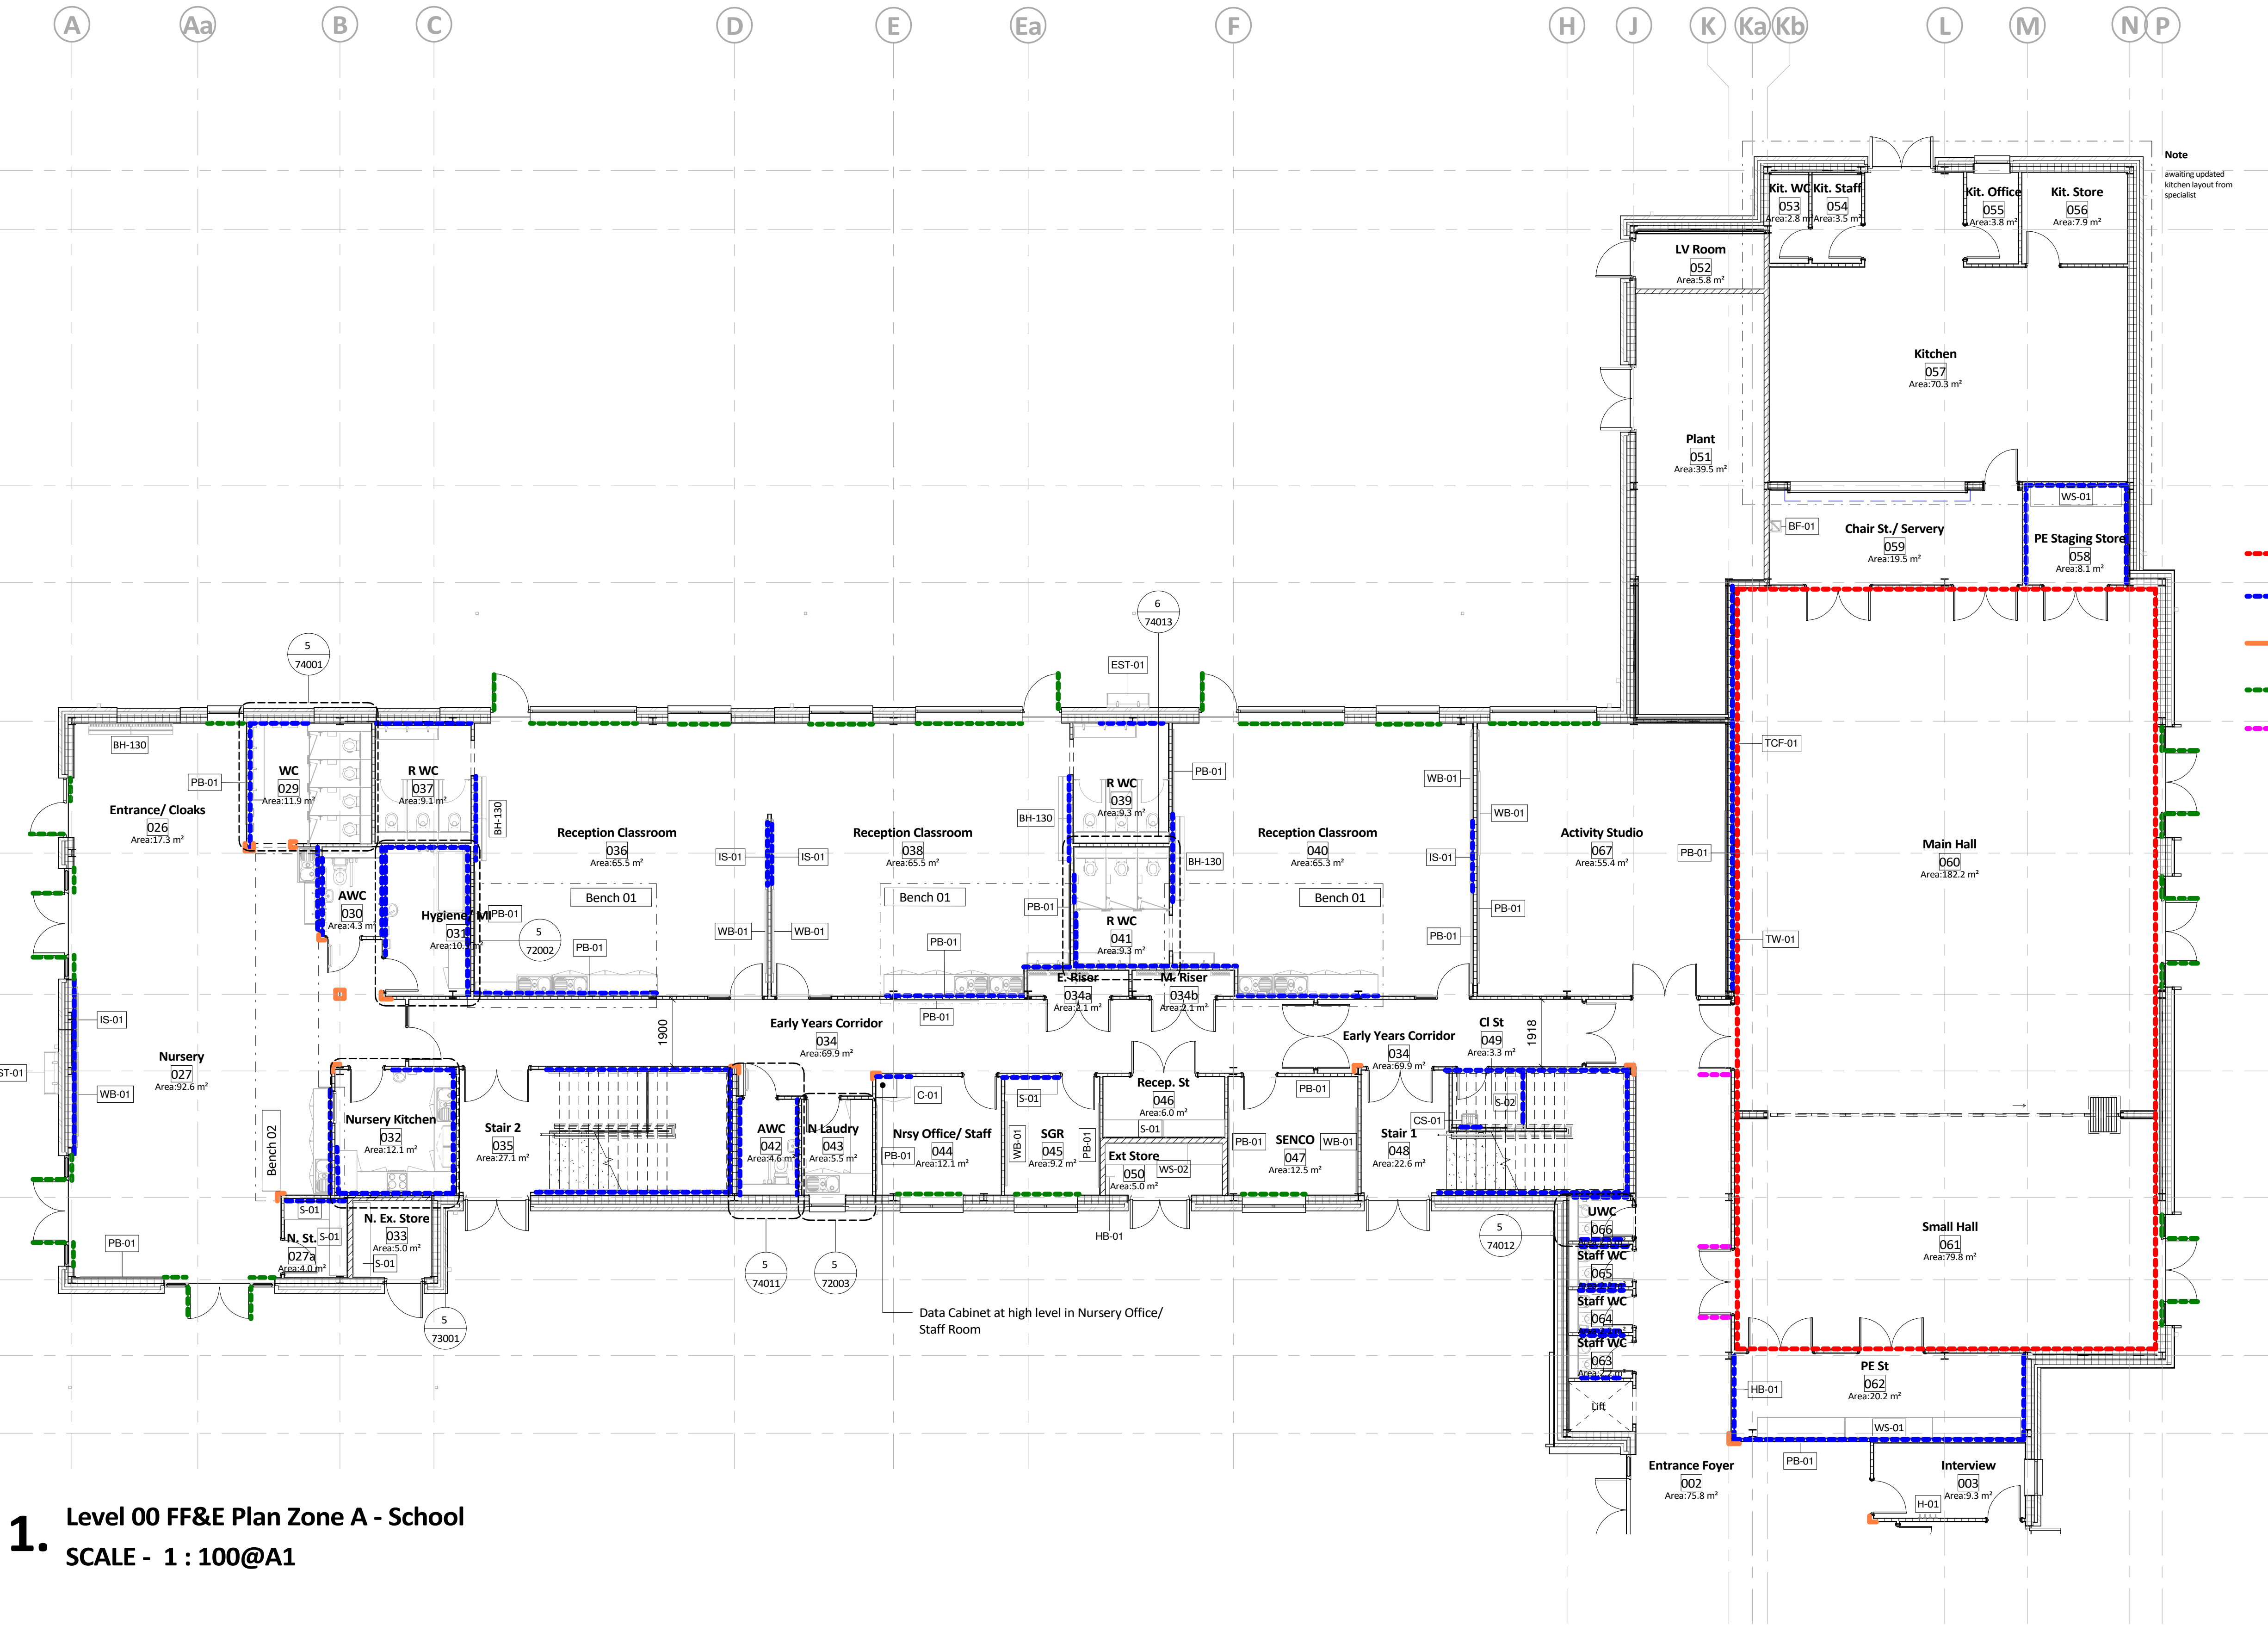 A Aa B C D E Ea F H J K Ka Kb L M N P
Note
awaiting updated
kitchen layout from
specialist
Kit. WC
053
Area:2.8 m²
Kit. Staff
054
Area:3.5 m²
Kit. Office
055
Area:3.8 m²
Kit. Store
056
Area:7.9 m²
LV Room
052
Area:5.8 m²
Kitchen
057
Area:70.3 m²
Plant
051
Area:39.5 m²
WS-01
BF-01
Chair St./ Servery
059
Area:19.5 m²
PE Staging Store
058
Area:8.1 m²
6
74013
5
74001
EST-01
BH-130
PB-01
WC
029
Area:11.9 m²
R WC
037
Area:9.1 m²
BH-130
Entrance/ Cloaks
026
Area:17.3 m²
Reception Classroom
036
Area:65.5 m²
IS-01
IS-01
Reception Classroom
038
Area:65.5 m²
BH-130
R WC
039
Area:9.3 m²
PB-01
BH-130
Reception Classroom
040
Area:65.3 m²
WB-01
WB-01
IS-01
Activity Studio
067
Area:55.4 m²
PB-01
TCF-01
Main Hall
060
Area:182.2 m²
AWC
030
Area:4.3 m²
Hygiene/ MI
031
PB-01
5
72002
Bench 01
PB-01
WB-01
WB-01
Bench 01
PB-01
PB-01
R WC
041
Area:9.3 m²
Bench 01
PB-01
PB-01
TW-01
E. Riser
034a
Area:2.1 m²
M. Riser
034b
Area:2.1 m²
IS-01
Early Years Corridor
034
Area:69.9 m²
PB-01
1900
Early Years Corridor
034
Area:69.9 m²
Cl St
049
Area:3.3 m²
1918
Nursery
027
Area:92.6 m²
ST-01
WB-01
Bench 02
Nursery Kitchen
032
Area:12.1 m²
Stair 2
035
Area:27.1 m²
AWC
042
Area:4.6 m²
N Laudry
043
Area:5.5 m²
C-01
Nrsy Office/ Staff
044
Area:12.1 m²
PB-01
S-01
WB-01
SGR
045
Area:9.2 m²
PB-01
Recep. St
046
Area:6.0 m²
S-01
Ext Store
050
Area:5.0 m²
WS-02
PB-01
PB-01
SENCO
047
Area:12.5 m²
WB-01
Stair 1
048
Area:22.6 m²
CS-01
S-02
S-01
S-01
N. St.
027a
Area:4.0 m²
N. Ex. Store
033
Area:5.0 m²
S-01
PB-01
HB-01
5
74012
UWC
066
Staff WC
065
Staff WC
064
Staff WC
063
Lift
Small Hall
061
Area:79.8 m²
5
74011
5
72003
5
73001
Data Cabinet at high level in Nursery Office/
Staff Room
PE St
062
Area:20.2 m²
HB-01
WS-01
PB-01
Entrance Foyer
002
Area:75.8 m²
Interview
003
Area:9.3 m²
H-01
1.
Level 00 FF&E Plan Zone A - School
SCALE - 1 : 100@A1